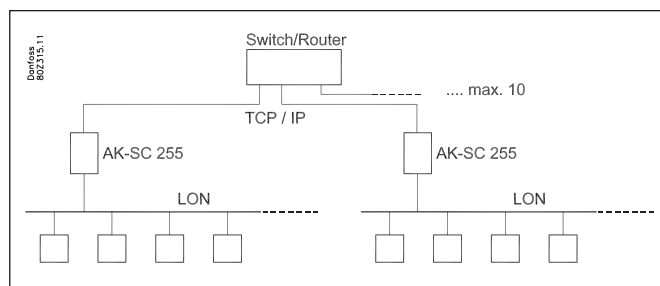 Danfoss
80Z315.11
Switch/Router
.... max. 10
TCP / IP
AK-SC 255
AK-SC 255
LON
LON